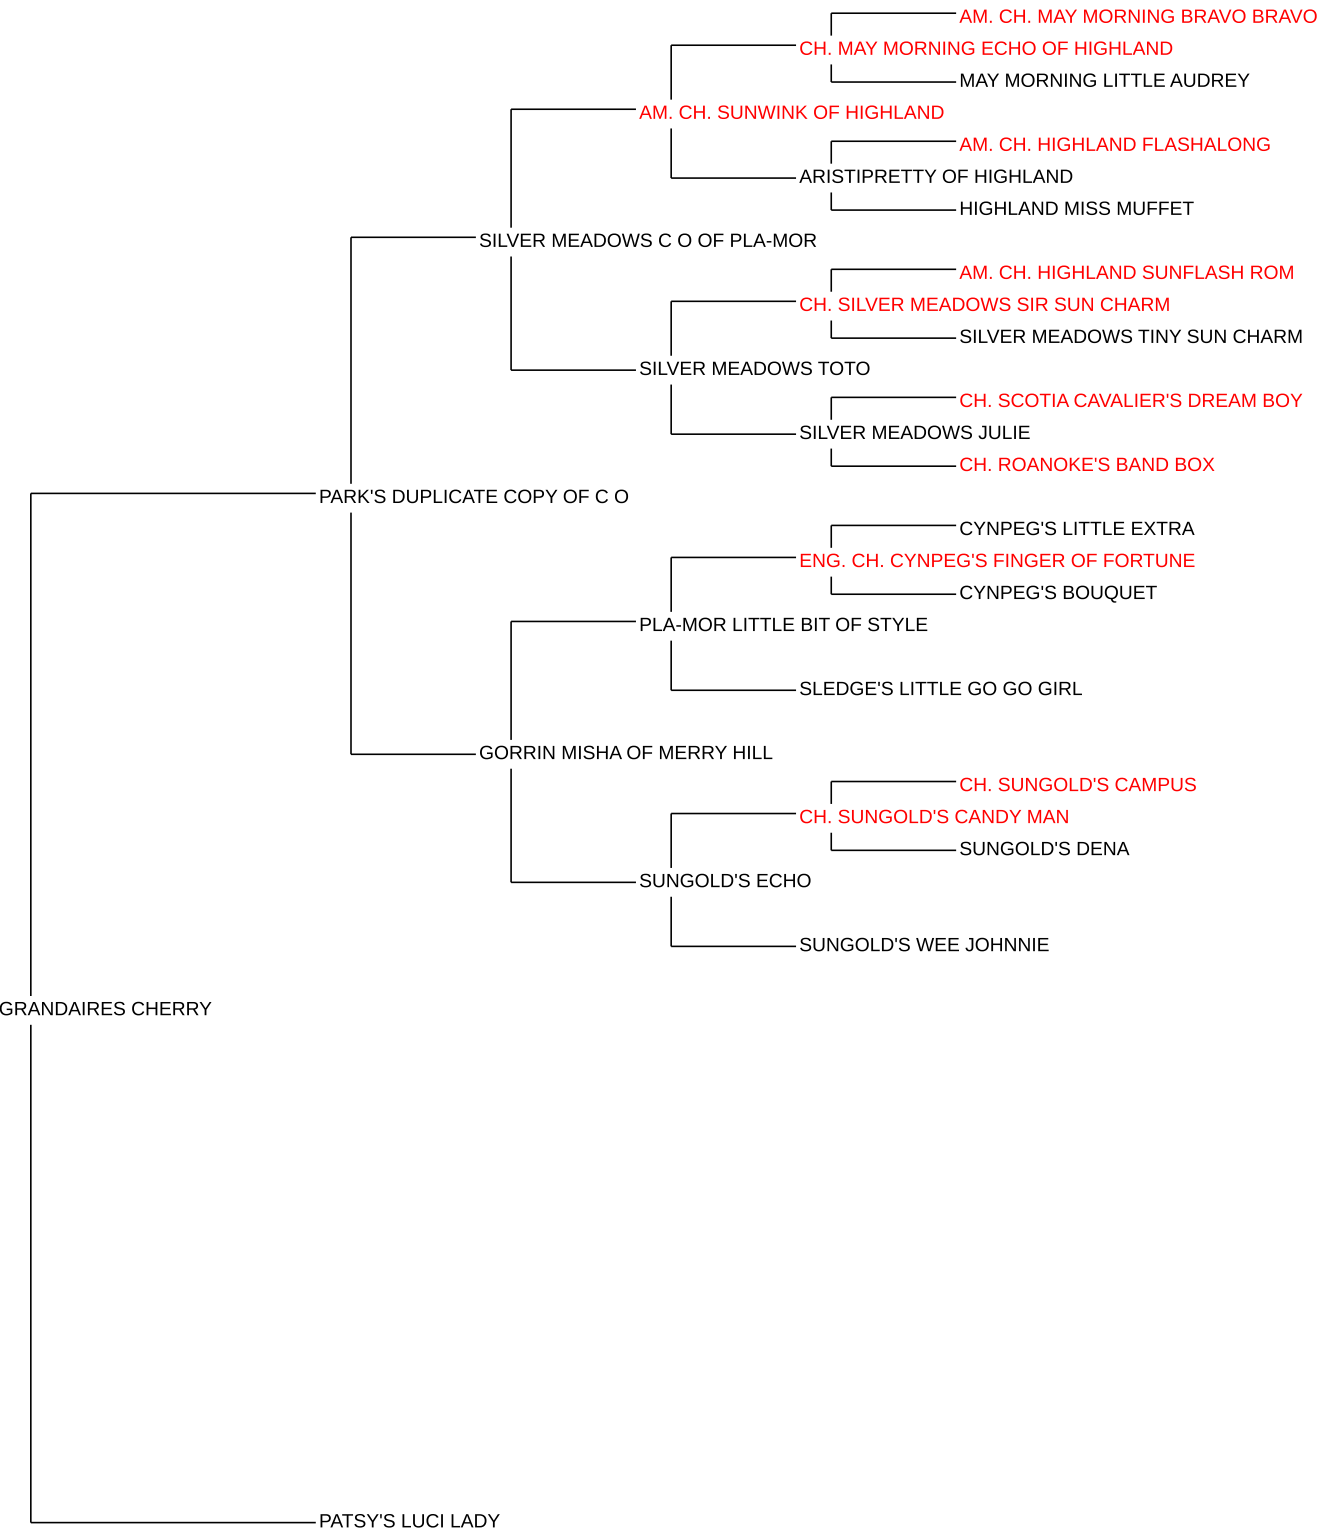 AM. CH. MAY MORNING BRAVO BRAVO
CH. MAY MORNING ECHO OF HIGHLAND
MAY MORNING LITTLE AUDREY
AM. CH. SUNWINK OF HIGHLAND
AM. CH. HIGHLAND FLASHALONG
ARISTIPRETTY OF HIGHLAND
HIGHLAND MISS MUFFET
SILVER MEADOWS C O OF PLA-MOR
AM. CH. HIGHLAND SUNFLASH ROM
CH. SILVER MEADOWS SIR SUN CHARM
SILVER MEADOWS TINY SUN CHARM
SILVER MEADOWS TOTO
CH. SCOTIA CAVALIER'S DREAM BOY
SILVER MEADOWS JULIE
CH. ROANOKE'S BAND BOX
PARK'S DUPLICATE COPY OF C O
CYNPEG'S LITTLE EXTRA
ENG. CH. CYNPEG'S FINGER OF FORTUNE
CYNPEG'S BOUQUET
PLA-MOR LITTLE BIT OF STYLE
SLEDGE'S LITTLE GO GO GIRL
GORRIN MISHA OF MERRY HILL
CH. SUNGOLD'S CAMPUS
CH. SUNGOLD'S CANDY MAN
SUNGOLD'S DENA
SUNGOLD'S ECHO
SUNGOLD'S WEE JOHNNIE
GRANDAIRES CHERRY
PATSY'S LUCI LADY